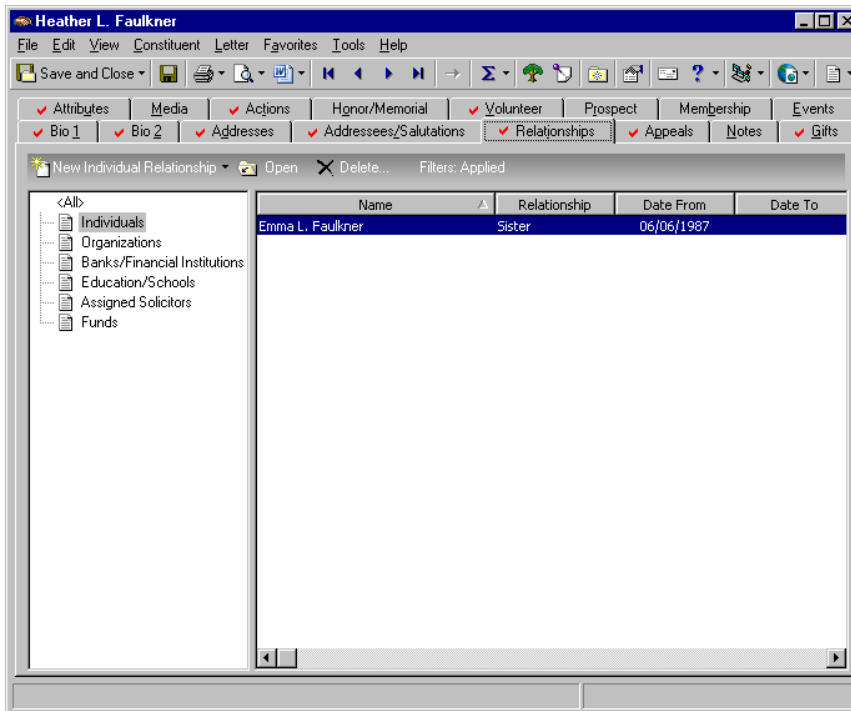 Heather L. Faulkner
File Edit View Constituent Letter Favorites Tools Help
Save and Close
Attributes Media Actions Honor/Memorial Volunteer Prospect Membership Events
Bio 1 Bio 2 Addresses Addressees/Salutations Relationships Appeals Notes Gifts
New Individual Relationship Open Delete... Filters: Applied
<All> Name Relationship Date From Date To
Individuals Emma L. Faulkner Sister 06/06/1987
Organizations
Banks/Financial Institutions
Education/Schools
Assigned Solicitors
Funds